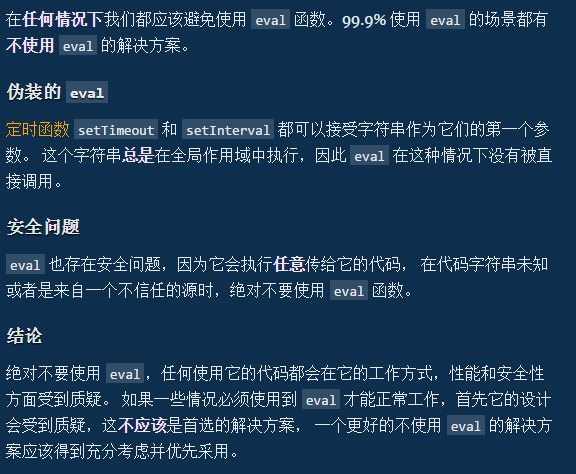 在任何情况下我们都应该避免使用 eval 函数。99.9% 使用 eval 的场景都有
不使用 eval 的解决方案。
伪装的 eval
定时函数 setTimeout 和 setInterval 都可以接受字符串作为它们的第一个参
数。 这个字符串总是在全局作用域中执行，因此 eval 在这种情况下没有被直
接调用。
安全问题
eval 也存在安全问题，因为它会执行任意传给它的代码， 在代码字符串未知
或者是来自一个不信任的源时，绝对不要使用 eval 函数。
结论
绝对不要使用 eval，任何使用它的代码都会在它的工作方式，性能和安全性
方面受到质疑。 如果一些情况必须使用到 eval 才能正常工作，首先它的设计
会受到质疑，这不应该是首选的解决方案， 一个更好的不使用 eval 的解决方
案应该得到充分考虑并优先采用。